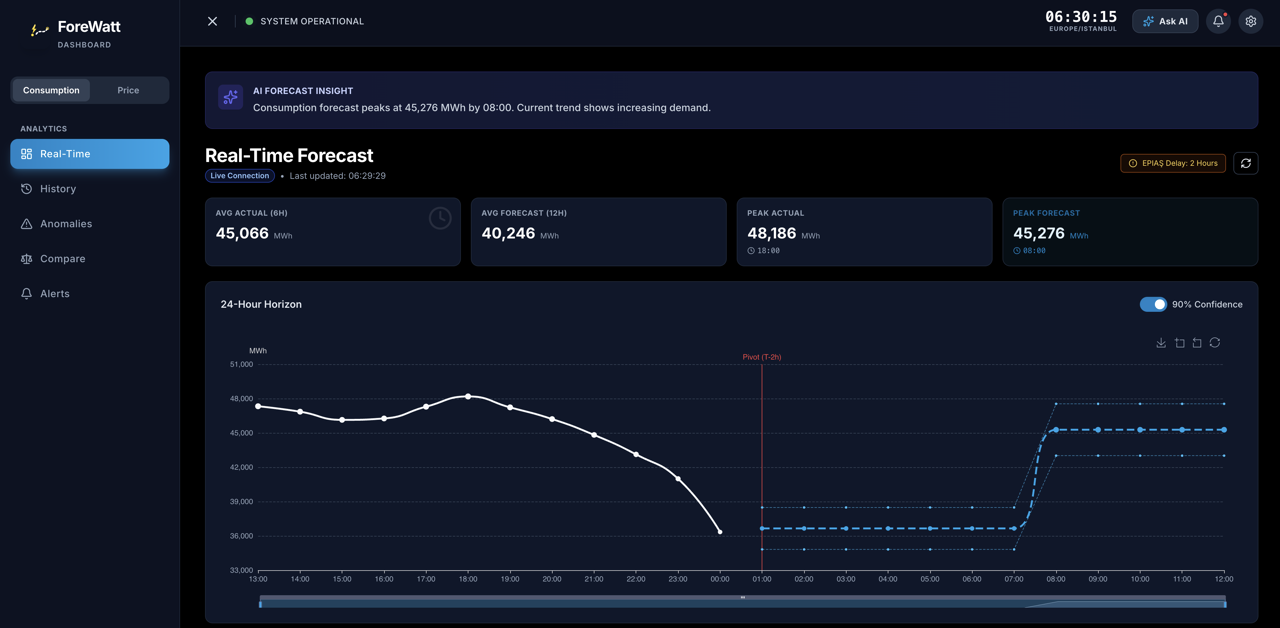 ForeWatt
DASHBOARD
Consumption
Price
ANALYTICS
Real-Time
History
Anomalies
Compare
Alerts
SYSTEM OPERATIONAL
06:30:15
EUROPE/ISTANBUL
Ask AI
AI FORECAST INSIGHT
Consumption forecast peaks at 45,276 MWh by 08:00. Current trend shows increasing demand.
Real-Time Forecast
Live Connection • Last updated: 06:29:29
EPIAŞ Delay: 2 Hours
AVG ACTUAL (6H)
45,066 MWh
AVG FORECAST (12H)
40,246 MWh
PEAK ACTUAL
48,186 MWh
18:00
PEAK FORECAST
45,276 MWh
08:00
24-Hour Horizon
90% Confidence
MWh
Pivot (T-2h)
51,000
48,000
45,000
42,000
39,000
36,000
33,000
13:00 14:00 15:00 16:00 17:00 18:00 19:00 20:00 21:00 22:00 23:00 00:00 01:00 02:00 03:00 04:00 05:00 06:00 07:00 08:00 09:00 10:00 11:00 12:00